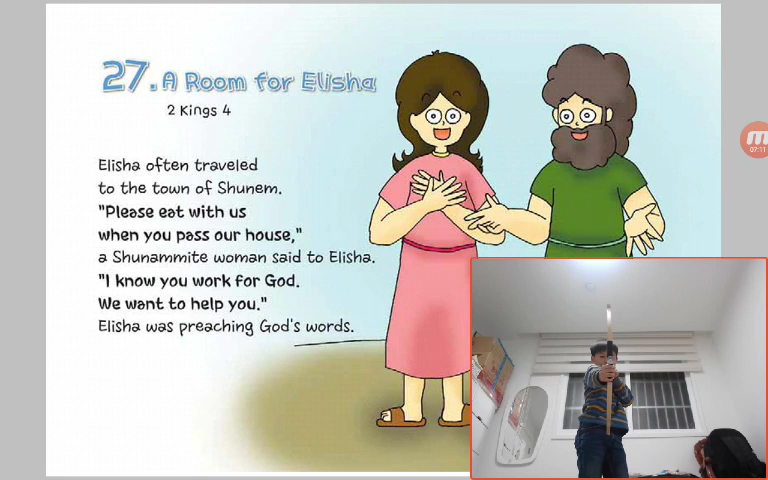 27. A Room for Elisha
2 Kings 4
Elisha often traveled
to the town of Shunem.
"Please eat with us
when you pass our house,"
a Shunammite woman said to Elisha.
"I know you work for God.
We want to help you."
Elisha was preaching God's words.
07:11